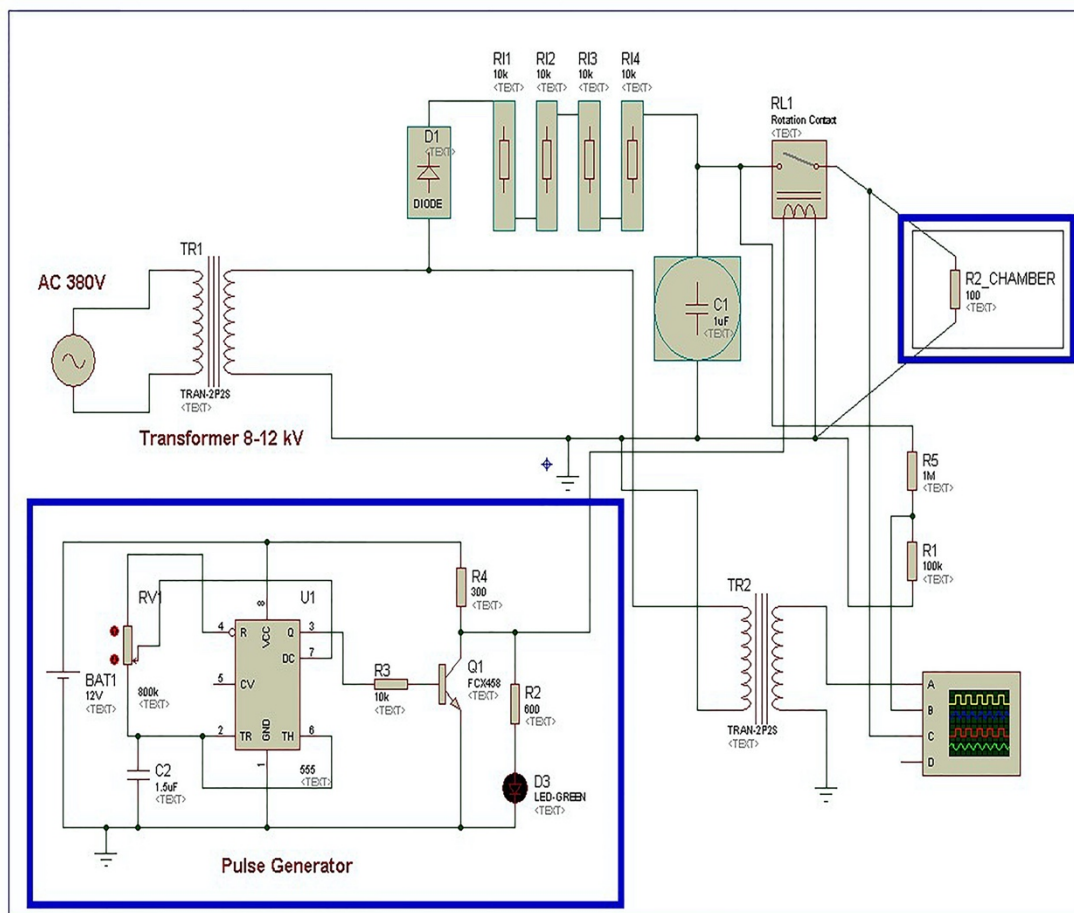 RI1
10k
<TEXT>
RI2
10k
<TEXT>
RI3
10k
<TEXT>
RI4
10k
<TEXT>
RL1
Rotation Contact
<TEXT>
D1
<TEXT>
DIODE
TR1
AC 380V
TRAN-2P2S
<TEXT>
Transformer 8-12 kV
C1
1uF
<TEXT>
R2_CHAMBER
100
<TEXT>
R5
1M
<TEXT>
R1
100k
<TEXT>
TR2
TRAN-2P2S
<TEXT>
A
B
C
D
RV1
800k
<TEXT>
BAT1
12V
<TEXT>
U1
8
VCC
4
R
Q
3
DC
7
5
CV
2
TR
GND
TH
6
1
555
<TEXT>
R3
10k
<TEXT>
R4
300
<TEXT>
Q1
FCX458
<TEXT>
R2
600
<TEXT>
C2
1.5uF
<TEXT>
D3
LED-GREEN
<TEXT>
Pulse Generator